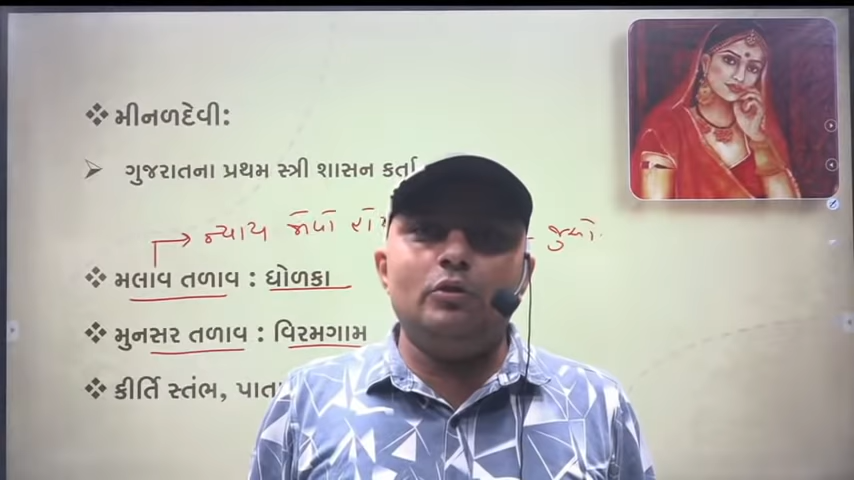 ❖ મીનળદેવી:
➢ ગુજરાતના પ્રથમ સ્ત્રી શાસન કર્તા
ન્યાય જોવો હોય જુઓ.
❖ મલાવ તળાવ : ધોળકા
❖ મુનસર તળાવ : વિરમગામ
❖ કીર્તિ સ્તંભ,